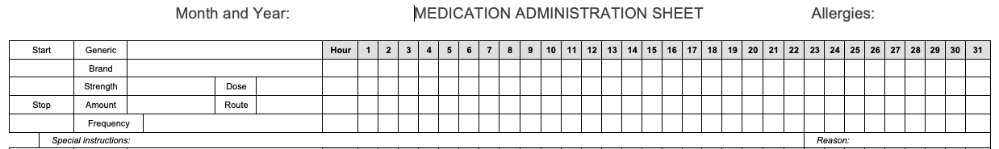 Month and Year: MEDICATION ADMINISTRATION SHEET Allergies:
Start Generic Hour 1 2 3 4 5 6 7 8 9 10 11 12 13 14 15 16 17 18 19 20 21 22 23 24 25 26 27 28 29 30 31
Brand
Strength Dose
Stop Amount Route
Frequency
Special instructions: Reason: